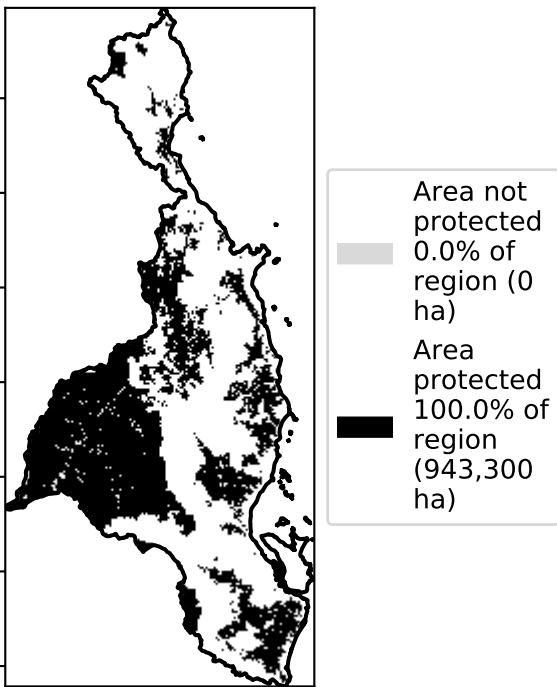 Area not
protected
0.0% of
region (0
ha)
Area
protected
100.0% of
region
(943,300
ha)